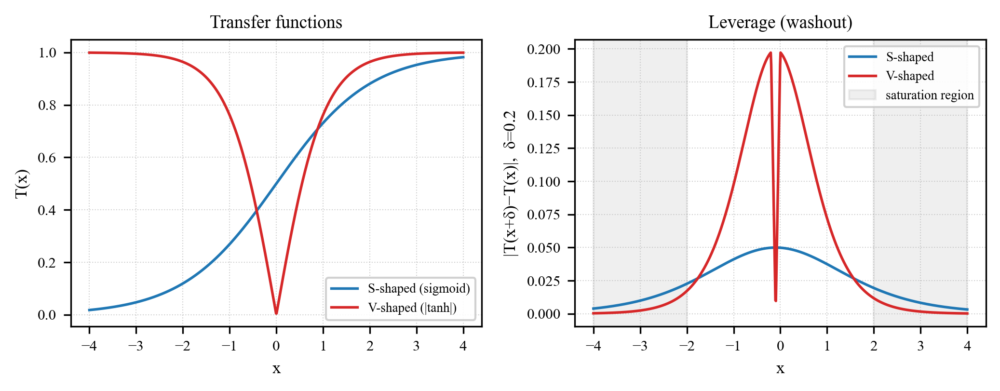 Transfer functions
T(x)
1.0
0.8
0.6
0.4
0.2
0.0
−4 −3 −2 −1 0 1 2 3 4
x
S-shaped (sigmoid)
V-shaped (|tanh|)
Leverage (washout)
|T(x+δ)−T(x)|, δ=0.2
0.200
0.175
0.150
0.125
0.100
0.075
0.050
0.025
0.000
−4 −3 −2 −1 0 1 2 3 4
x
S-shaped
V-shaped
saturation region